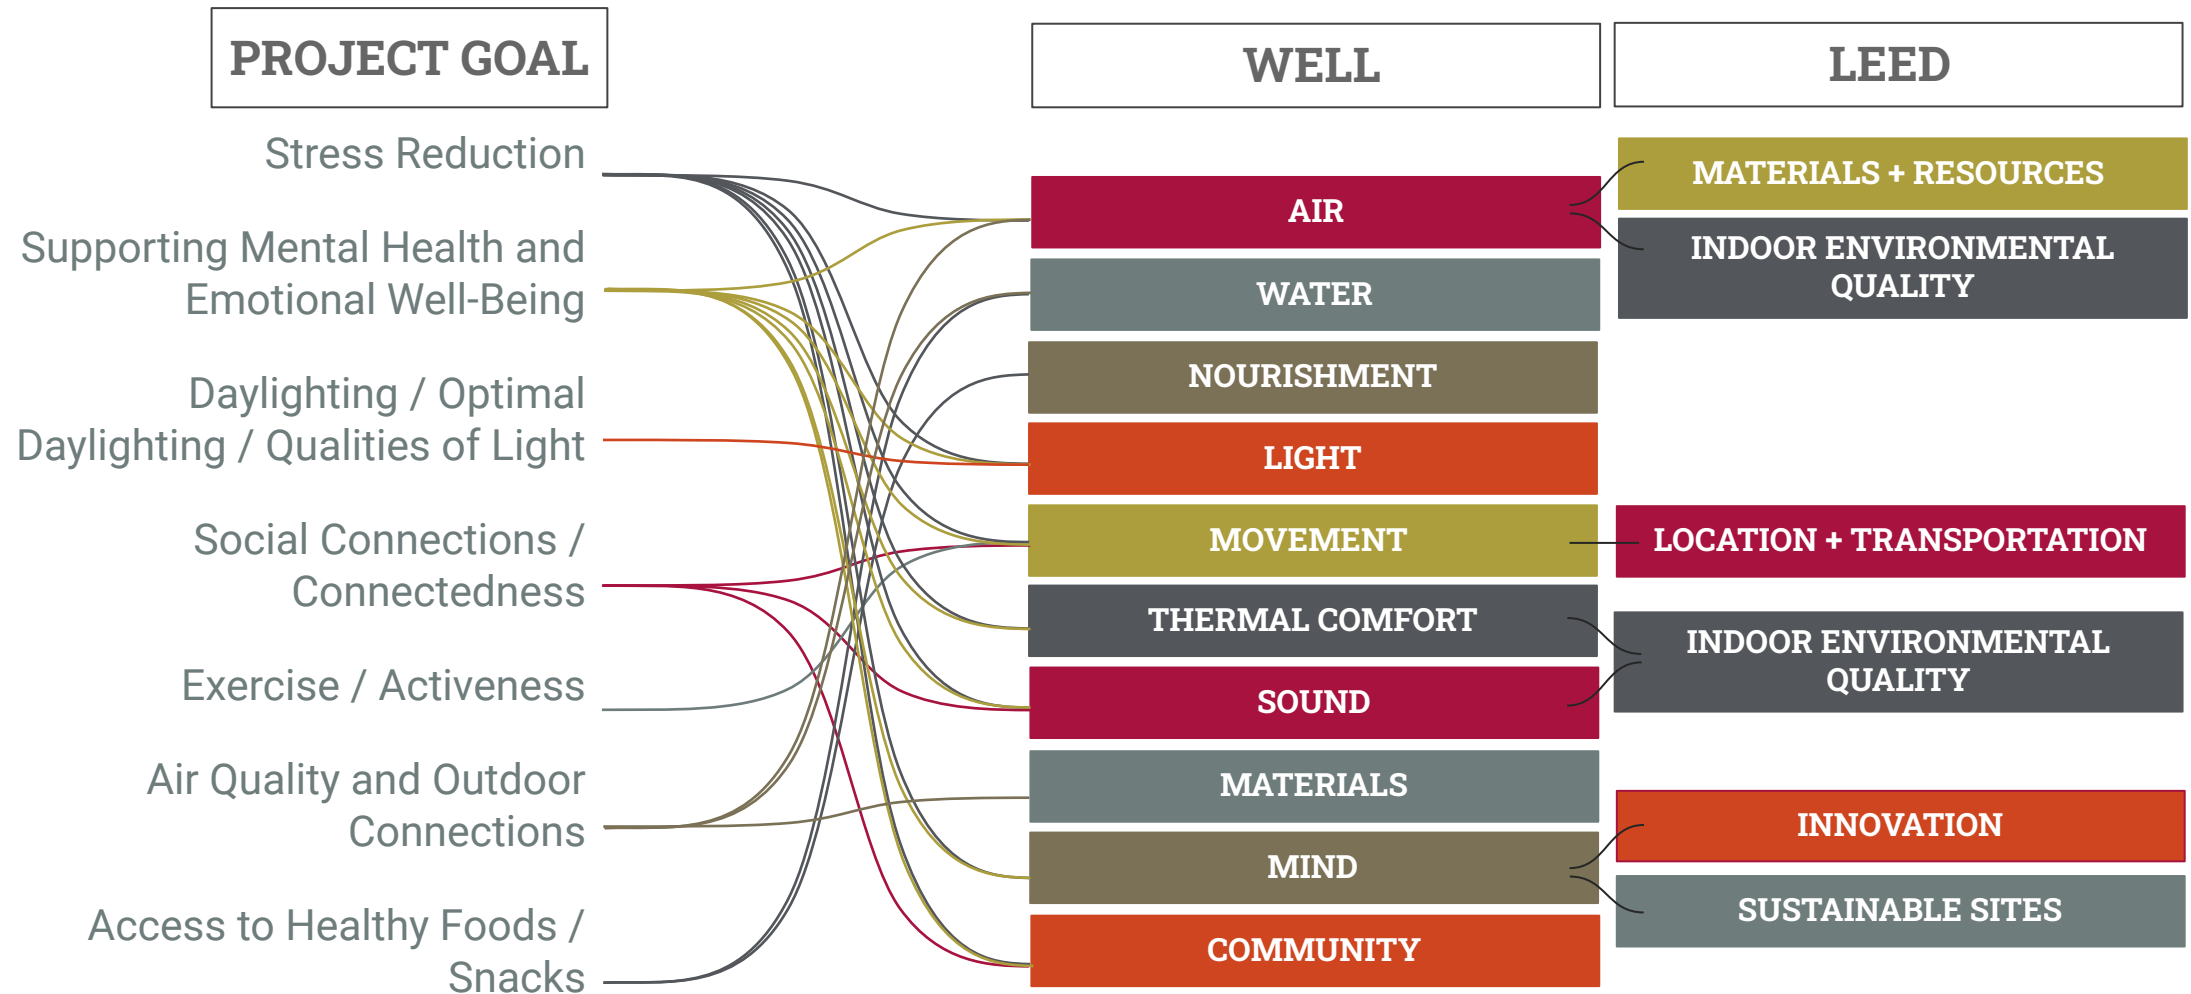 PROJECT GOAL
Stress Reduction
Supporting Mental Health and
Emotional Well-Being
Daylighting / Optimal
Daylighting / Qualities of Light
Social Connections /
Connectedness
Exercise / Activeness
Air Quality and Outdoor
Connections
Access to Healthy Foods /
Snacks
WELL
AIR
WATER
NOURISHMENT
LIGHT
MOVEMENT
THERMAL COMFORT
SOUND
MATERIALS
MIND
COMMUNITY
LEED
MATERIALS + RESOURCES
INDOOR ENVIRONMENTAL
QUALITY
LOCATION + TRANSPORTATION
INDOOR ENVIRONMENTAL
QUALITY
INNOVATION
SUSTAINABLE SITES